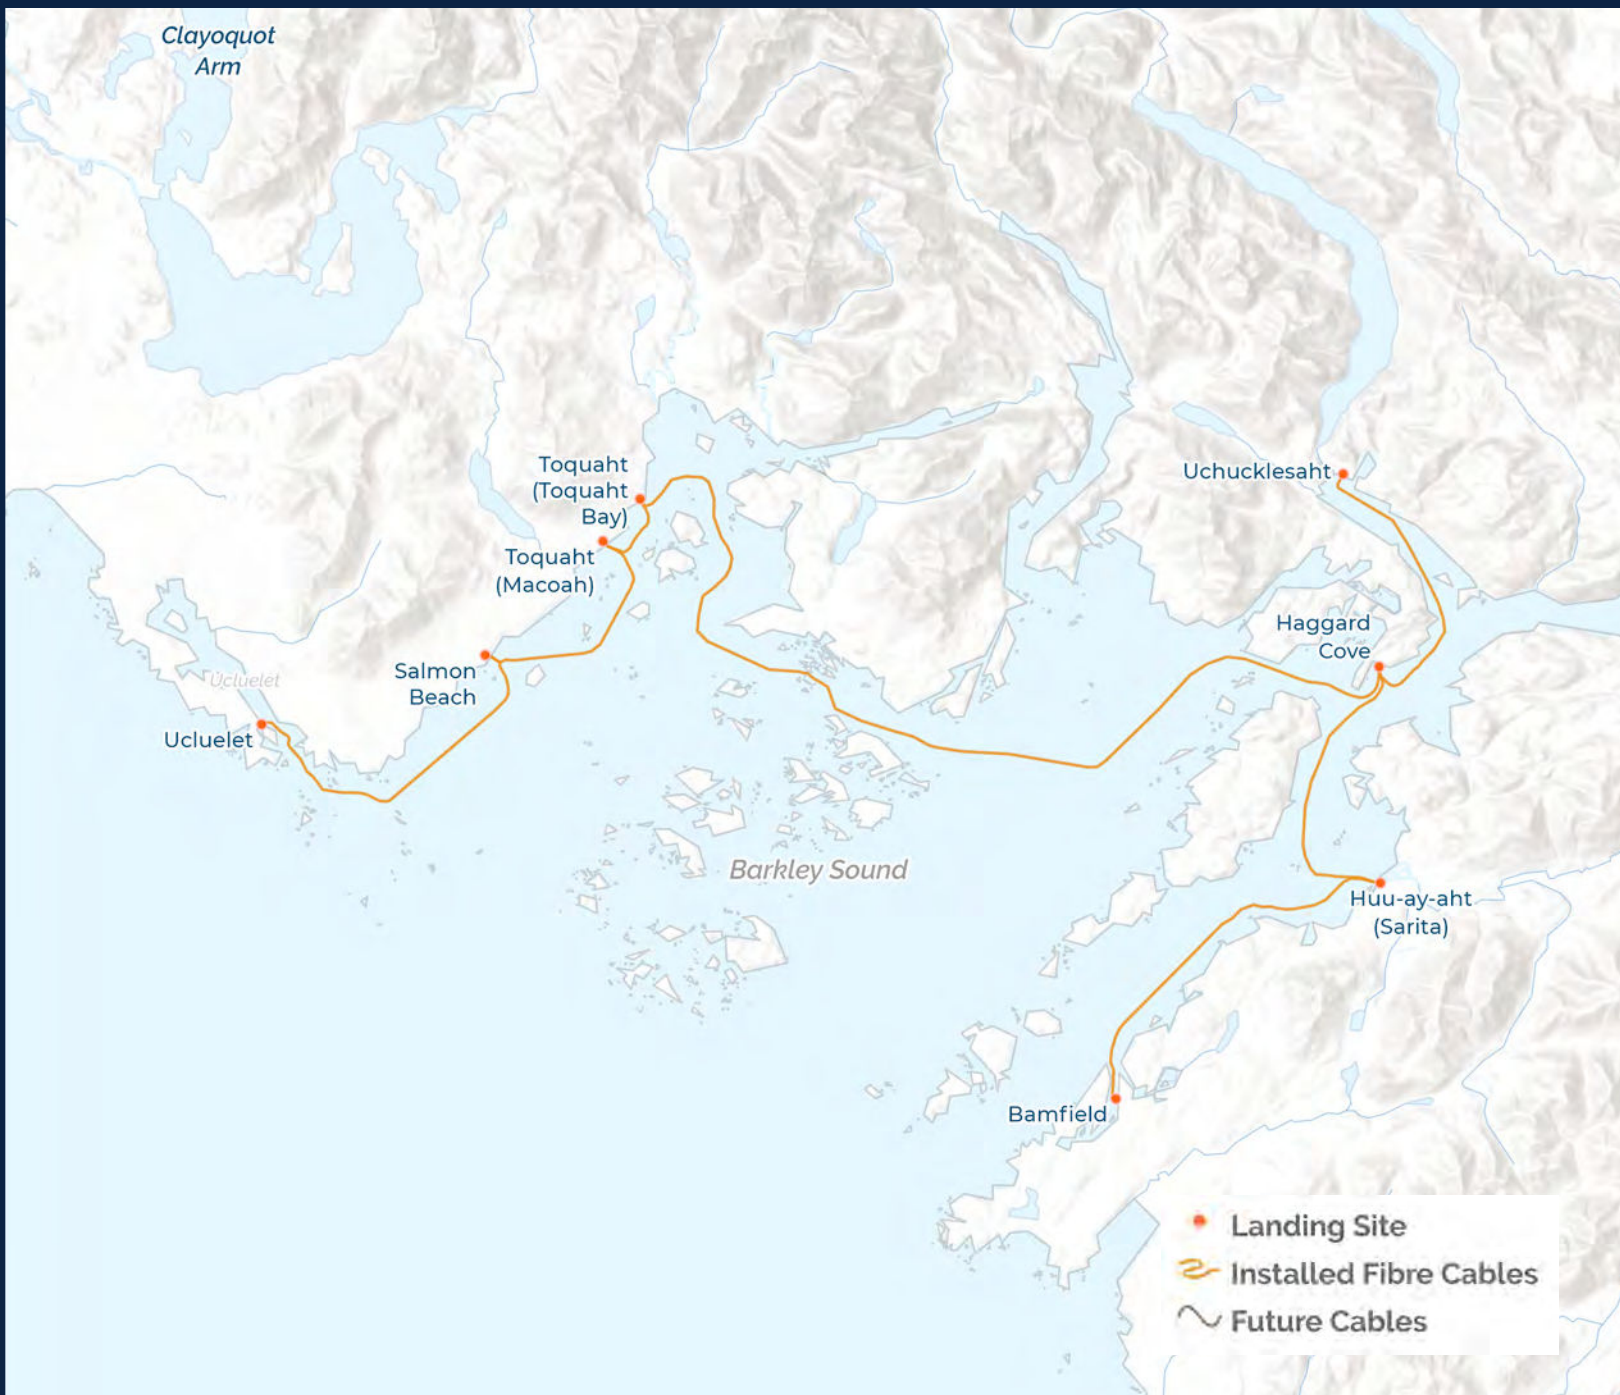 Clayoquot
Arm
Toquaht
(Toquaht
Bay)
Toquaht
(Macoah)
Uchucklesaht
Haggard
Cove
Salmon
Beach
Ucluelet
Ucluelet
Barkley Sound
Huu-ay-aht
(Sarita)
Bamfield
Landing Site
Installed Fibre Cables
Future Cables